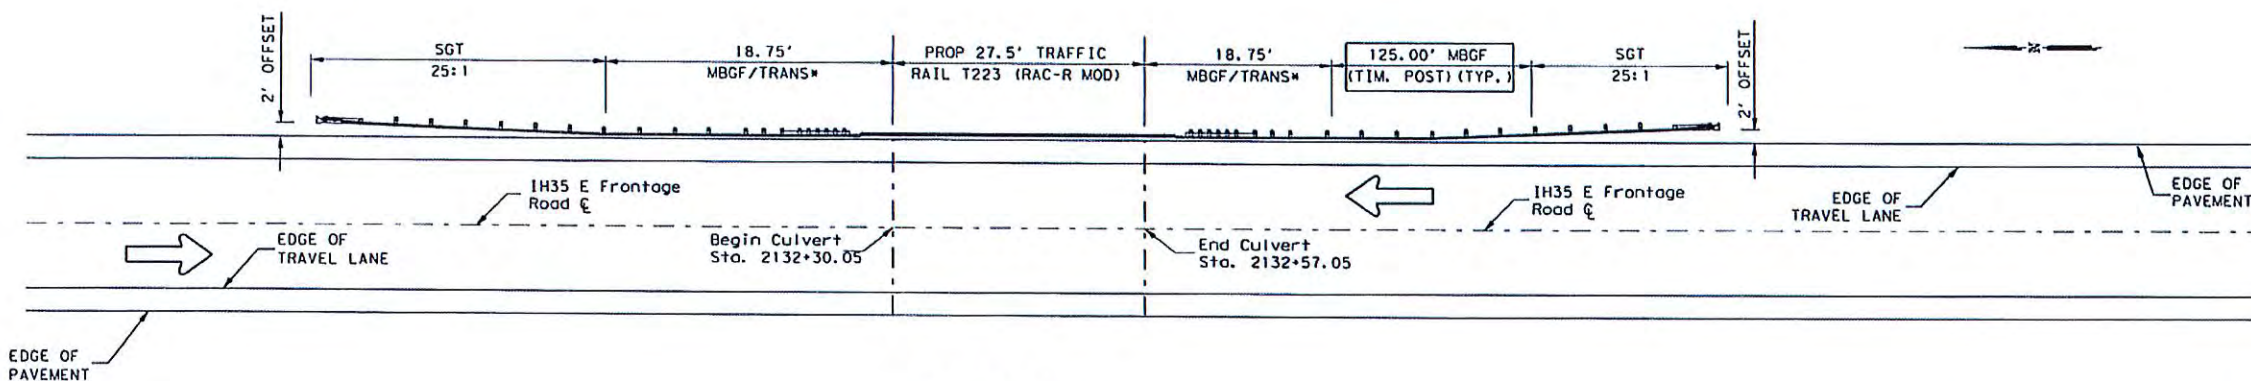 2' OFFSET
SGT
25:1
18.75'
MBGF/TRANS*
PROP 27.5' TRAFFIC
RAIL T223 (RAC-R MOD)
18.75'
MBGF/TRANS*
125.00' MBGF
(TIM. POST)(TYP.)
SGT
25:1
2' OFFSET
N
IH35 E Frontage
Road ℄
IH35 E Frontage
Road ℄
EDGE OF
TRAVEL LANE
EDGE OF
PAVEMENT
EDGE OF
TRAVEL LANE
Begin Culvert
Sta. 2132+30.05
End Culvert
Sta. 2132+57.05
EDGE OF
PAVEMENT